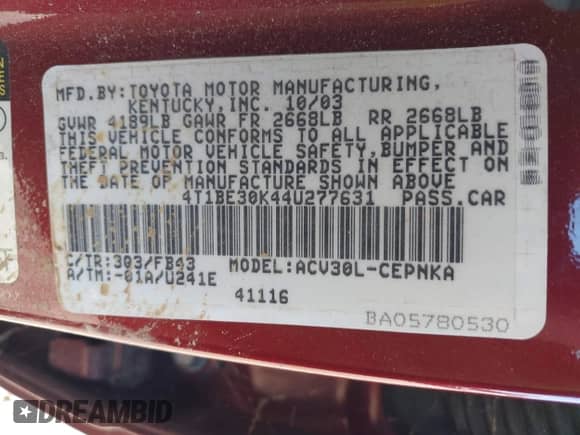 MFD.BY:TOYOTA MOTOR MANUFACTURING,
KENTUCKY,INC. 10/03
GVWR 4189LB GAWR FR 2668LB RR 2668LB
THIS VEHICLE CONFORMS TO ALL APPLICABLE
FEDERAL MOTOR VEHICLE SAFETY,BUMPER AND
THEFT PREVENTION STANDARDS IN EFFECT ON
THE DATE OF MANUFACTURE SHOWN ABOVE
4T1BE30K44U277631 PASS.CAR
C/TR:303/FB43 MODEL:ACV30L-CEPNKA
A/TM:-01A/U241E
41116
BA05780530
DREAMBID